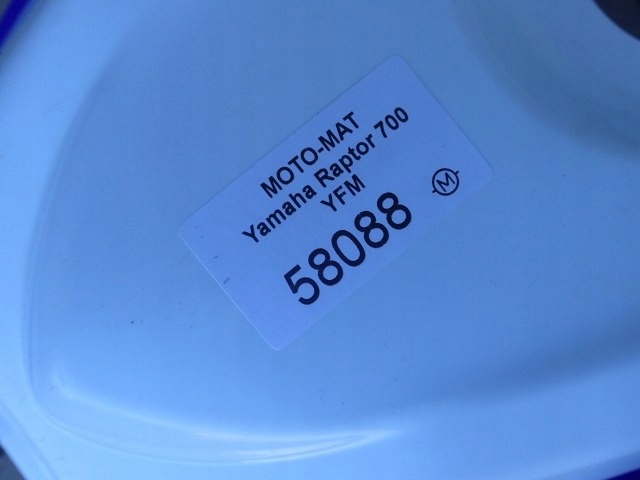 MOTO-MAT
Yamaha Raptor 700
YFM
58088
M